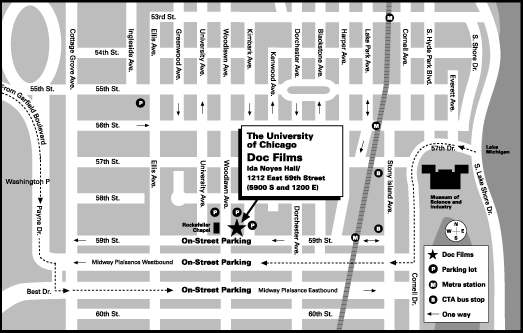 53rd St.
54th St.
55th St.
55th St.
56th St.
57th St.
58th St.
59th St.
60th St.
Cottage Grove Ave.
Ingleside Ave.
Ellis Ave.
Greenwood Ave.
University Ave.
Woodlawn Ave.
Kimbark Ave.
Kenwood Ave.
Dorchester Ave.
Blackstone Ave.
Harper Ave.
Lake Park Ave.
Cornell Ave.
S. Hyde Park Blvd.
Everett Ave.
S. Shore Dr.
From Garfield Boulevard
55th St.
Washington P
Payne Dr.
Best Dr.
The University
of Chicago
Doc Films
Ida Noyes Hall/
1212 East 59th Street
(5900 S and 1200 E)
Ellis Ave.
University Ave.
Woodlawn Ave.
Dorchester Ave.
Stony Island Ave.
Cornell Dr.
57th Dr.
Lake
Michigan
S. Lake Shore Dr.
Museum of
Science and
Industry
Rockefeller
Chapel
On-Street Parking
59th St.
Midway Plaisance Westbound
On-Street Parking
Midway Plaisance Eastbound
60th St.
P
P
P
P
M
M
M
B
B
N
W E
S
Doc Films
P Parking lot
M Metra station
B CTA bus stop
One way